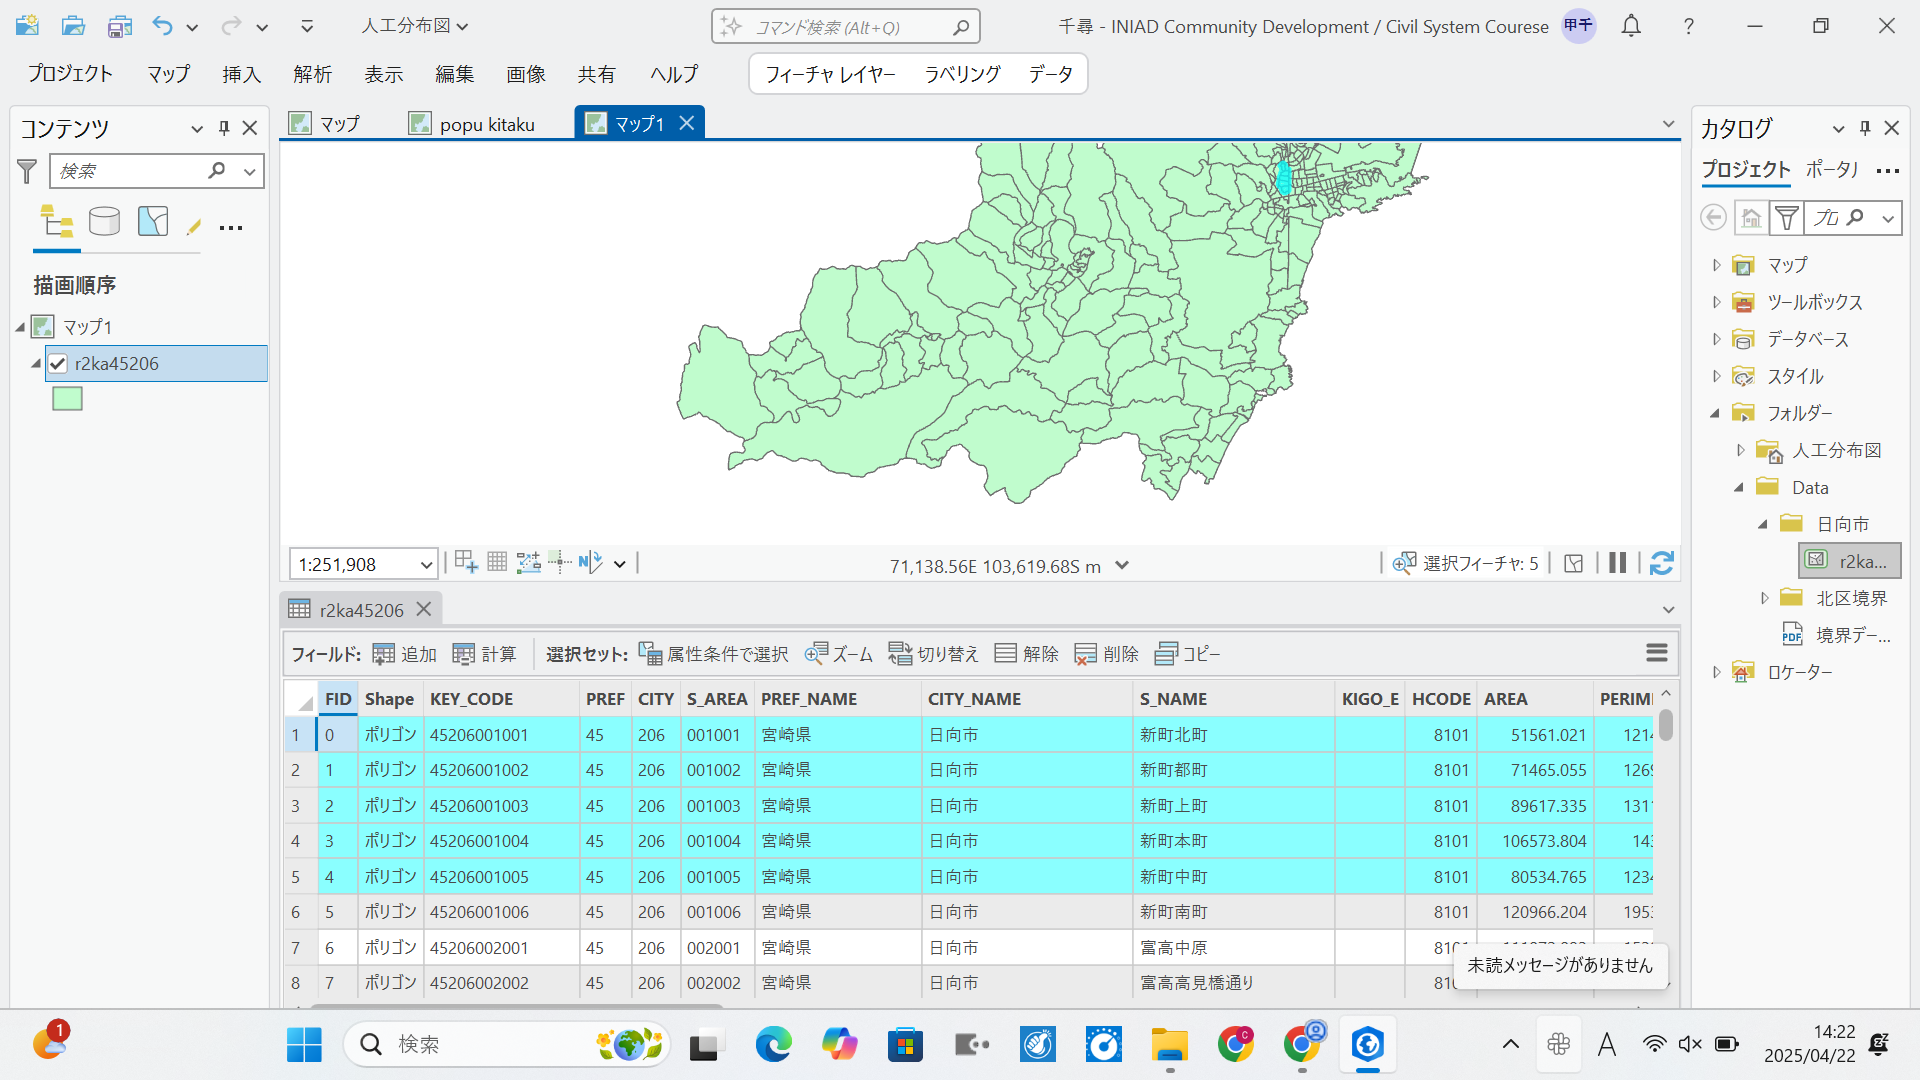 人工分布図
コマンド検索 (Alt+Q)
千尋 - INIAD Community Development / Civil System Courese
甲千
プロジェクト マップ 挿入 解析 表示 編集 画像 共有 ヘルプ フィーチャ レイヤー ラベリング データ
コンテンツ
検索
描画順序
マップ1
r2ka45206
マップ popu kitaku マップ1
1:251,908
71,138.56E 103,619.68S m
選択フィーチャ: 5
r2ka45206
フィールド: 追加 計算 選択セット: 属性条件で選択 ズーム 切り替え 解除 削除 コピー
FID Shape KEY_CODE PREF CITY S_AREA PREF_NAME CITY_NAME S_NAME KIGO_E HCODE AREA PERIM
1 0 ポリゴン 45206001001 45 206 001001 宮崎県 日向市 新町北町 8101 51561.021 1214
2 1 ポリゴン 45206001002 45 206 001002 宮崎県 日向市 新町都町 8101 71465.055 1269
3 2 ポリゴン 45206001003 45 206 001003 宮崎県 日向市 新町上町 8101 89617.335 131
4 3 ポリゴン 45206001004 45 206 001004 宮崎県 日向市 新町本町 8101 106573.804 143
5 4 ポリゴン 45206001005 45 206 001005 宮崎県 日向市 新町中町 8101 80534.765 1234
6 5 ポリゴン 45206001006 45 206 001006 宮崎県 日向市 新町南町 8101 120966.204 1953
7 6 ポリゴン 45206002001 45 206 002001 宮崎県 日向市 富高中原
8 7 ポリゴン 45206002002 45 206 002002 宮崎県 日向市 富高高見橋通り
未読メッセージがありません
カタログ
プロジェクト ポータル
プロ
マップ
ツールボックス
データベース
スタイル
フォルダー
人工分布図
Data
日向市
r2ka...
北区境界
境界デー...
ロケーター
1
検索
A
14:22
2025/04/22